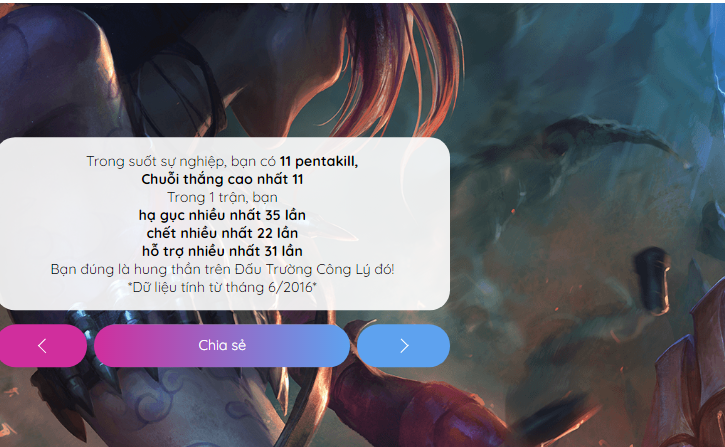 Trong suốt sự nghiệp, bạn có 11 pentakill,
Chuỗi thắng cao nhất 11
Trong 1 trận, bạn
hạ gục nhiều nhất 35 lần
chết nhiều nhất 22 lần
hỗ trợ nhiều nhất 31 lần
Bạn đúng là hung thần trên Đấu Trường Công Lý đó!
*Dữ liệu tính từ tháng 6/2016*
Chia sẻ